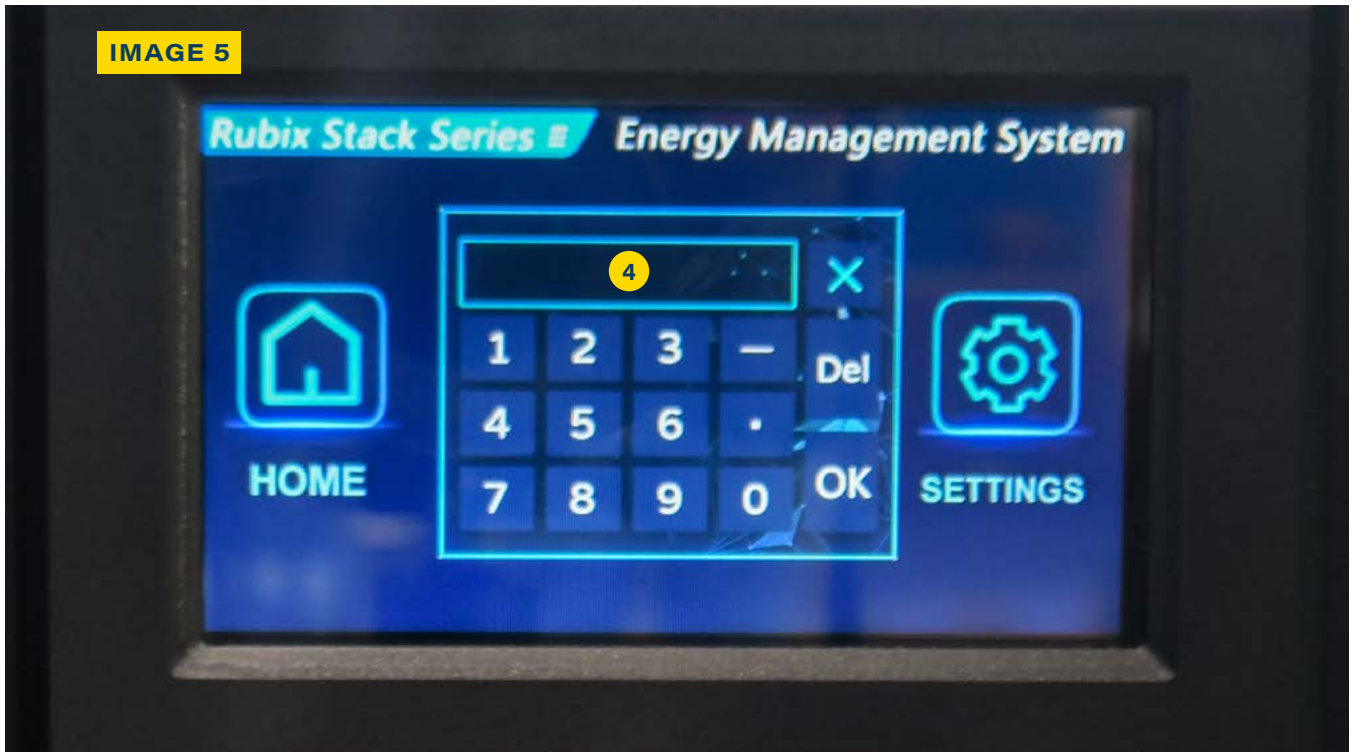 IMAGE 5
Rubix Stack Series Energy Management System
4
X
1 2 3 — Del
4 5 6 .
7 8 9 0 OK
HOME
SETTINGS